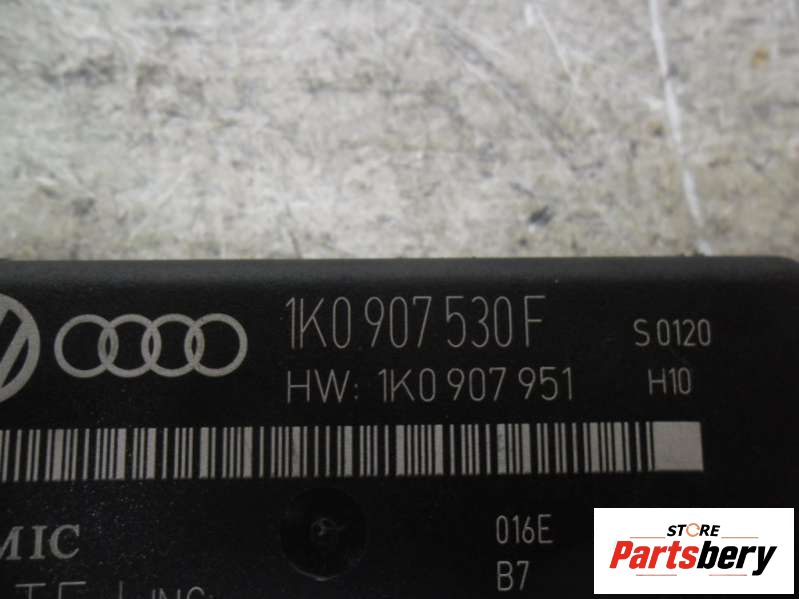 1K0 907 530 F
S 0120
HW: 1K0 907 951
H10
016E
MIC
B7
STORE
Partsbery